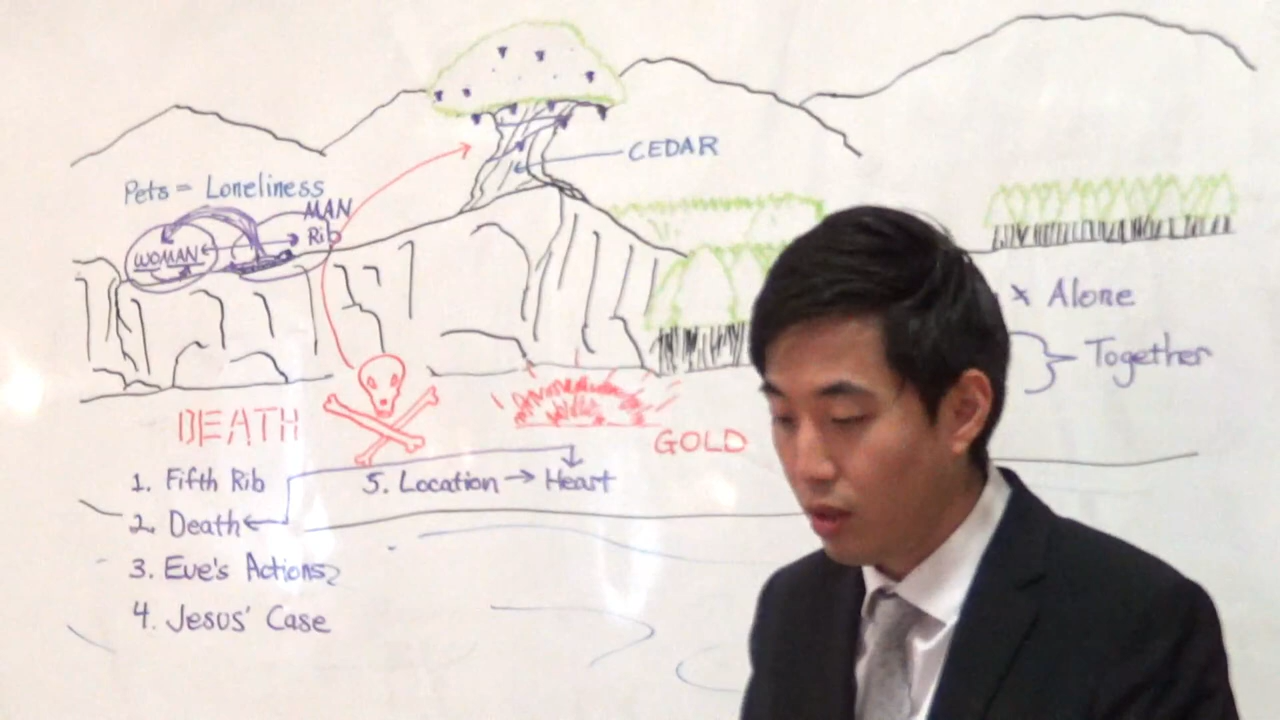 CEDAR
Pets = Loneliness
MAN
Rib
WOMAN
x Alone
Together
DEATH
GOLD
1. Fifth Rib
5. Location → Heart
2. Death
3. Eve's Actions
4. Jesus' Case